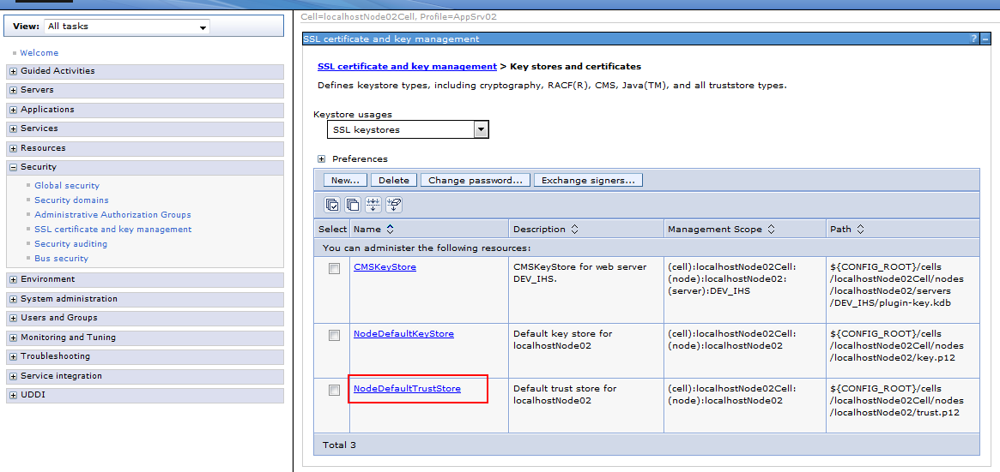 Cell=localhostNode02Cell, Profile=AppSrv02
View: All tasks
Welcome
Guided Activities
Servers
Applications
Services
Resources
Security
Global security
Security domains
Administrative Authorization Groups
SSL certificate and key management
Security auditing
Bus security
Environment
System administration
Users and Groups
Monitoring and Tuning
Troubleshooting
Service integration
UDDI
SSL certificate and key management ? –
SSL certificate and key management > Key stores and certificates
Defines keystore types, including cryptography, RACF(R), CMS, Java(TM), and all truststore types.
Keystore usages
SSL keystores
Preferences
New... Delete Change password... Exchange signers...
Select Name Description Management Scope Path
You can administer the following resources:
CMSKeyStore CMSKeyStore for web server (cell):localhostNode02Cell: ${CONFIG_ROOT}/cells
DEV_IHS. (node):localhostNode02: /localhostNode02Cell/nodes
(server):DEV_IHS /localhostNode02/servers
/DEV_IHS/plugin-key.kdb
NodeDefaultKeyStore Default key store for (cell):localhostNode02Cell: ${CONFIG_ROOT}/cells
localhostNode02 (node):localhostNode02 /localhostNode02Cell/nodes
/localhostNode02/key.p12
NodeDefaultTrustStore Default trust store for (cell):localhostNode02Cell: ${CONFIG_ROOT}/cells
localhostNode02 (node):localhostNode02 /localhostNode02Cell/nodes
/localhostNode02/trust.p12
Total 3